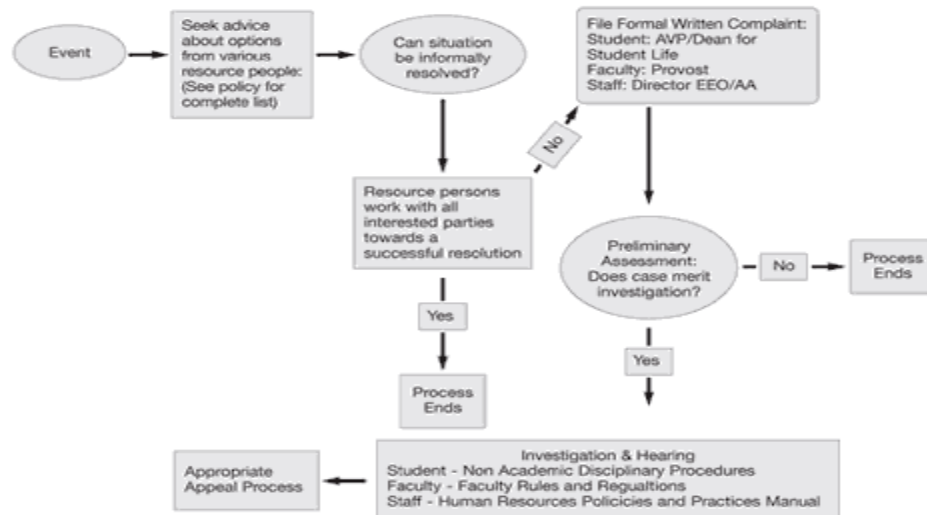 Event
Seek advice
about options
from various
resource people:
(See policy for
complete list)
Can situation
be informally
resolved?
File Formal Written Complaint:
Student: AVP/Dean for
Student Life
Faculty: Provost
Staff: Director EEO/AA
No
Resource persons
work with all
interested parties
towards a
successful resolution
Preliminary
Assessment:
Does case merit
investigation?
No
Process
Ends
Yes
Yes
Process
Ends
Investigation & Hearing
Student - Non Academic Disciplinary Procedures
Faculty - Faculty Rules and Regualtions
Staff - Human Resources Policicies and Practices Manual
Appropriate
Appeal Process